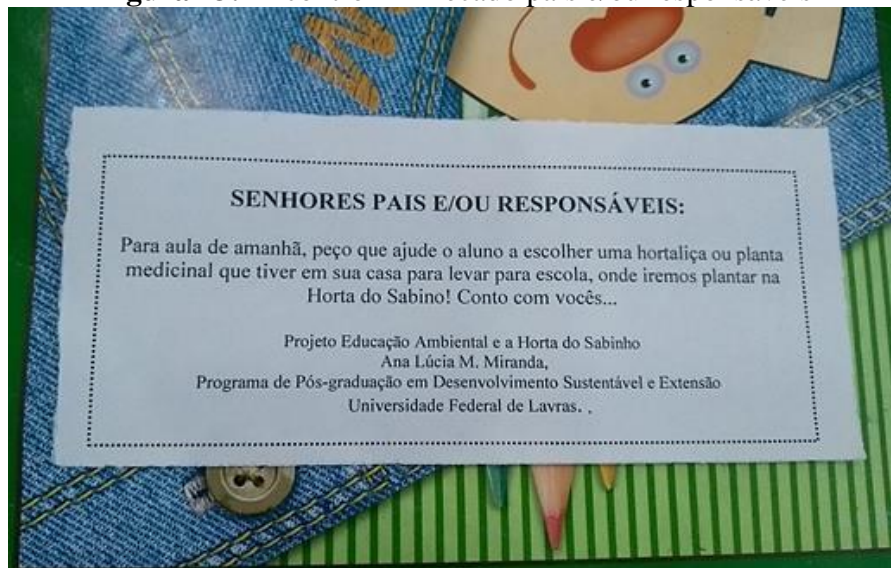 SENHORES PAIS E/OU RESPONSÁVEIS:
Para aula de amanhã, peço que ajude o aluno a escolher uma hortaliça ou planta
medicinal que tiver em sua casa para levar para escola, onde iremos plantar na
Horta do Sabino! Conto com vocês...
Projeto Educação Ambiental e a Horta do Sabinho
Ana Lúcia M. Miranda,
Programa de Pós-graduação em Desenvolvimento Sustentável e Extensão
Universidade Federal de Lavras. .